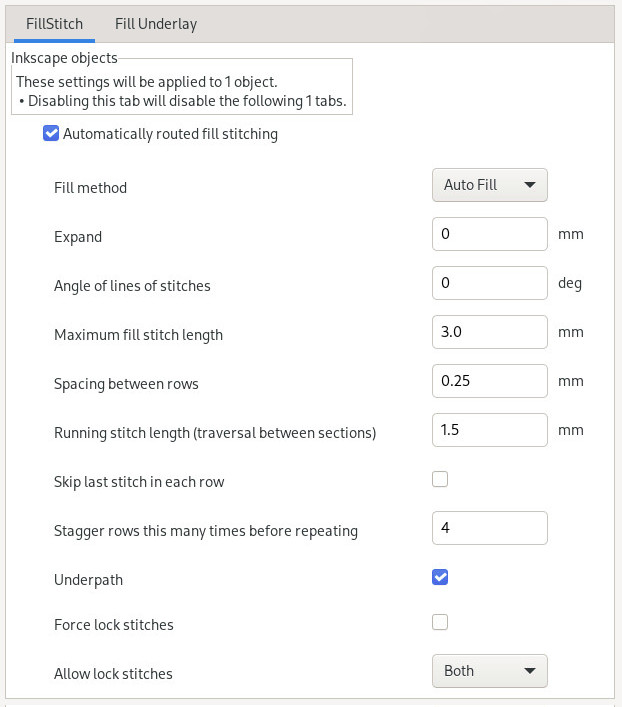 FillStitch Fill Underlay
Inkscape objects
These settings will be applied to 1 object.
• Disabling this tab will disable the following 1 tabs.
Automatically routed fill stitching
Fill method Auto Fill
Expand 0 mm
Angle of lines of stitches 0 deg
Maximum fill stitch length 3.0 mm
Spacing between rows 0.25 mm
Running stitch length (traversal between sections) 1.5 mm
Skip last stitch in each row
Stagger rows this many times before repeating 4
Underpath
Force lock stitches
Allow lock stitches Both